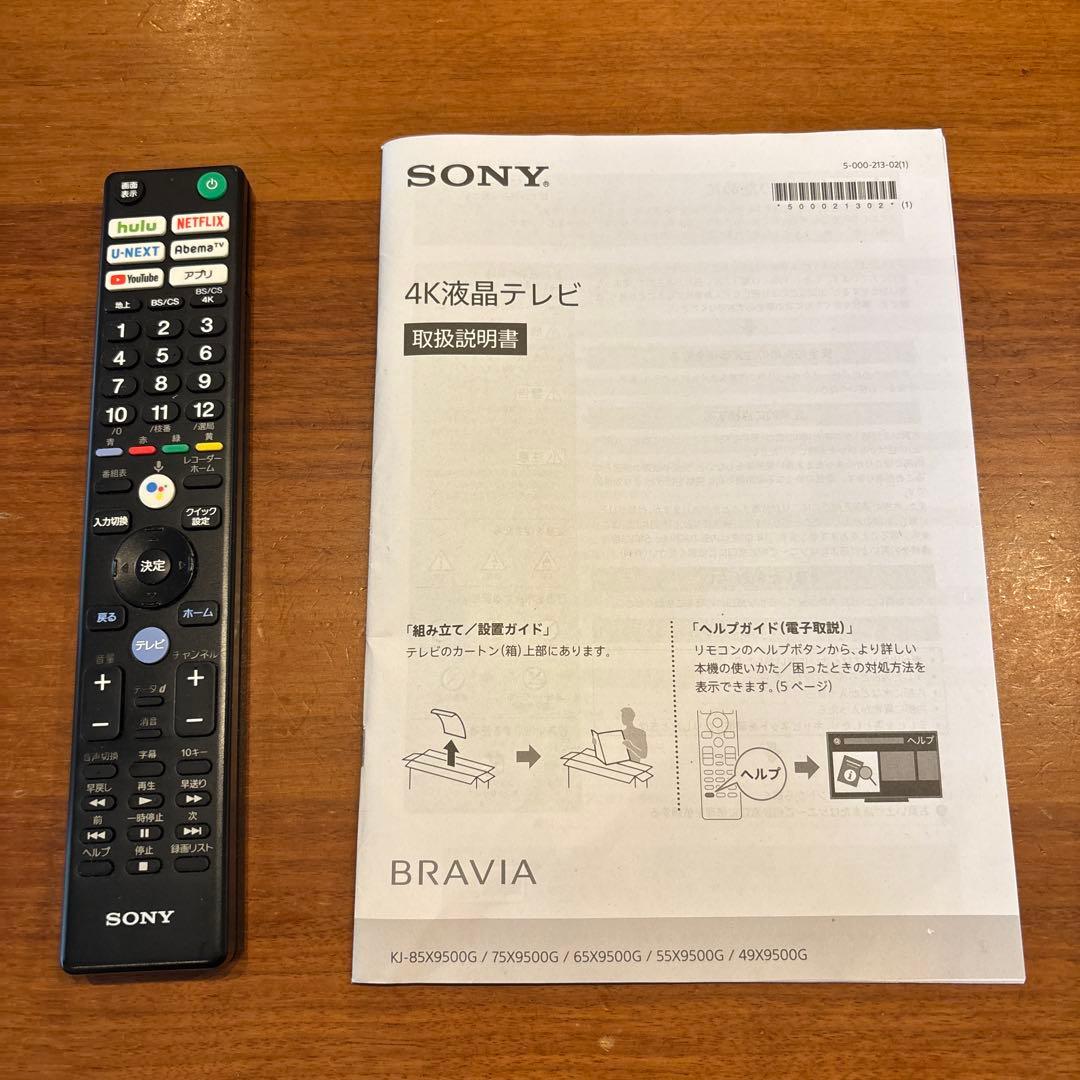 画面
表示
hulu
NETFLIX
U-NEXT
AbemaTV
YouTube
アプリ
地上
BS/CS
BS/CS
4K
1 2 3
4 5 6
7 8 9
10 11 12
/0 /枝番 /選局
青 赤 緑 黄
番組表
レコーダー
ホーム
入力切換
クイック
設定
決定
戻る
ホーム
テレビ
音量
チャンネル
+ +
データd
- -
消音
音声切換 字幕 10キー
早戻し 再生 早送り
前 一時停止 次
ヘルプ 停止 録画リスト
SONY
SONY®
5-000-213-02(1)
*500021302*(1)
4K液晶テレビ
取扱説明書
「組み立て/設置ガイド」
テレビのカートン(箱)上部にあります。
「ヘルプガイド(電子取説)」
リモコンのヘルプボタンから、より詳しい
本機の使いかた/困ったときの対処方法を
表示できます。(5 ページ)
ヘルプ
ヘルプ
BRAVIA
KJ-85X9500G / 75X9500G / 65X9500G / 55X9500G / 49X9500G